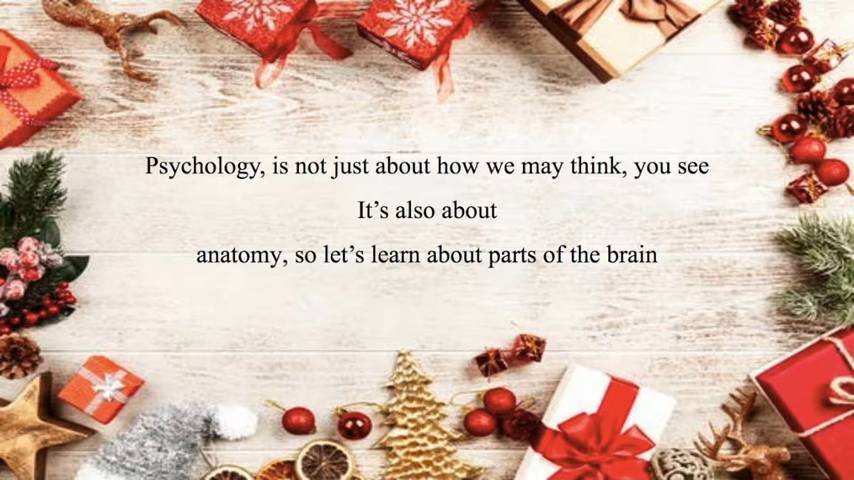 Psychology, is not just about how we may think, you see
It’s also about
anatomy, so let’s learn about parts of the brain